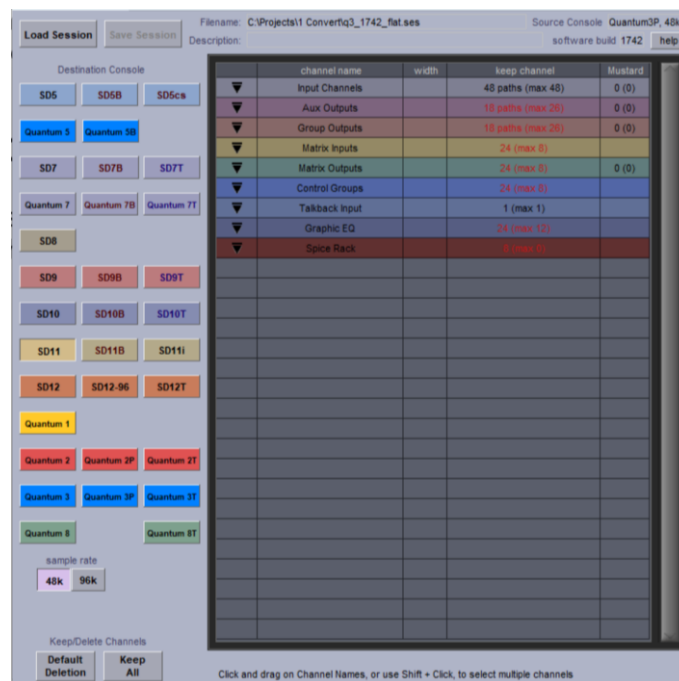 Load Session
Save Session
Filename: C:\Projects\1 Convert\q3_1742_flat.ses
Source Console Quantum3P, 48k
Description:
software build 1742
help
Destination Console
SD5 SD5B SD5cs
Quantum 5 Quantum 5B
SD7 SD7B SD7T
Quantum 7 Quantum 7B Quantum 7T
SD8
SD9 SD9B SD9T
SD10 SD10B SD10T
SD11 SD11B SD11i
SD12 SD12-96 SD12T
Quantum 1
Quantum 2 Quantum 2P Quantum 2T
Quantum 3 Quantum 3P Quantum 3T
Quantum 8 Quantum 8T
sample rate
48k 96k
Keep/Delete Channels
Default Deletion
Keep All
channel name width keep channel Mustard
Input Channels 48 paths (max 48) 0 (0)
Aux Outputs 18 paths (max 26) 0 (0)
Group Outputs 18 paths (max 26) 0 (0)
Matrix Inputs 24 (max 8)
Matrix Outputs 24 (max 8) 0 (0)
Control Groups 24 (max 8)
Talkback Input 1 (max 1)
Graphic EQ 24 (max 12)
Spice Rack
Click and drag on Channel Names, or use Shift + Click, to select multiple channels